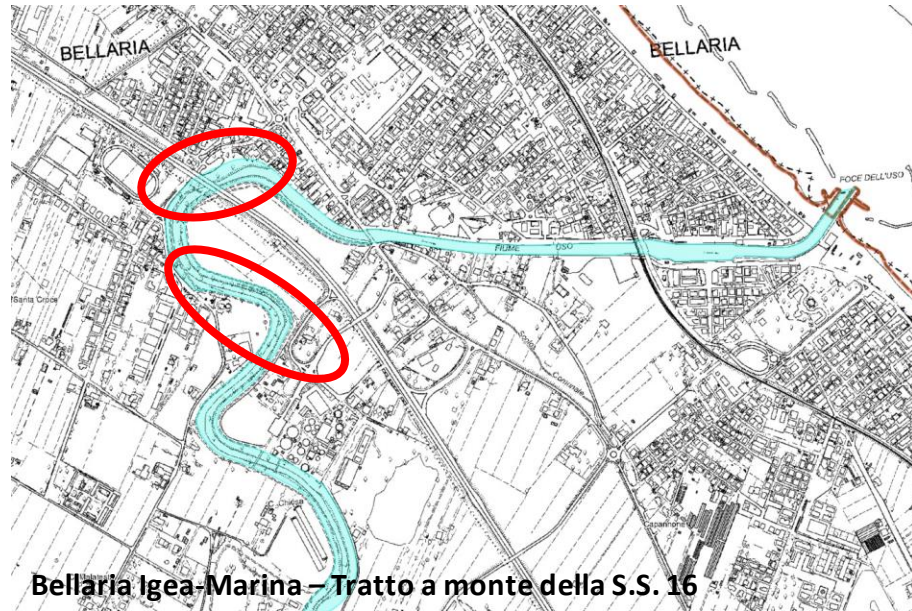 BELLARIA
BELLARIA
FOCE DELL'USO
FIUME USO
Santa Croce
C. Chiesa
Capannone
Bellaria Igea-Marina – Tratto a monte della S.S. 16